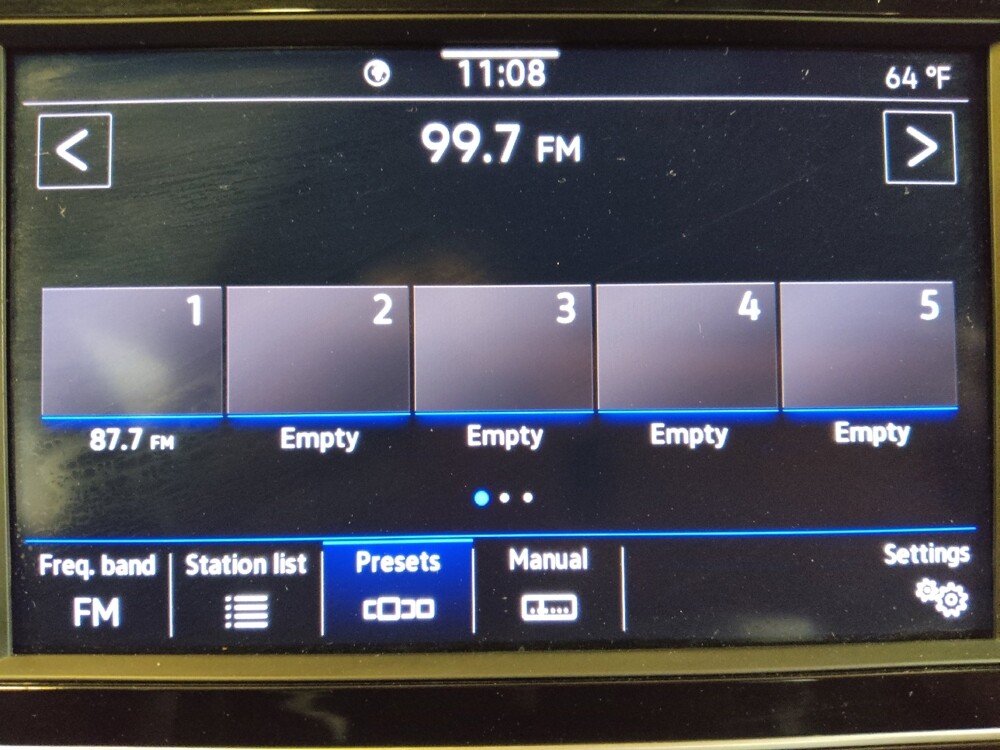 11:08
64 °F
<
99.7 FM
>
1
2
3
4
5
87.7 FM
Empty
Empty
Empty
Empty
Freq. band
Station list
Presets
Manual
Settings
FM